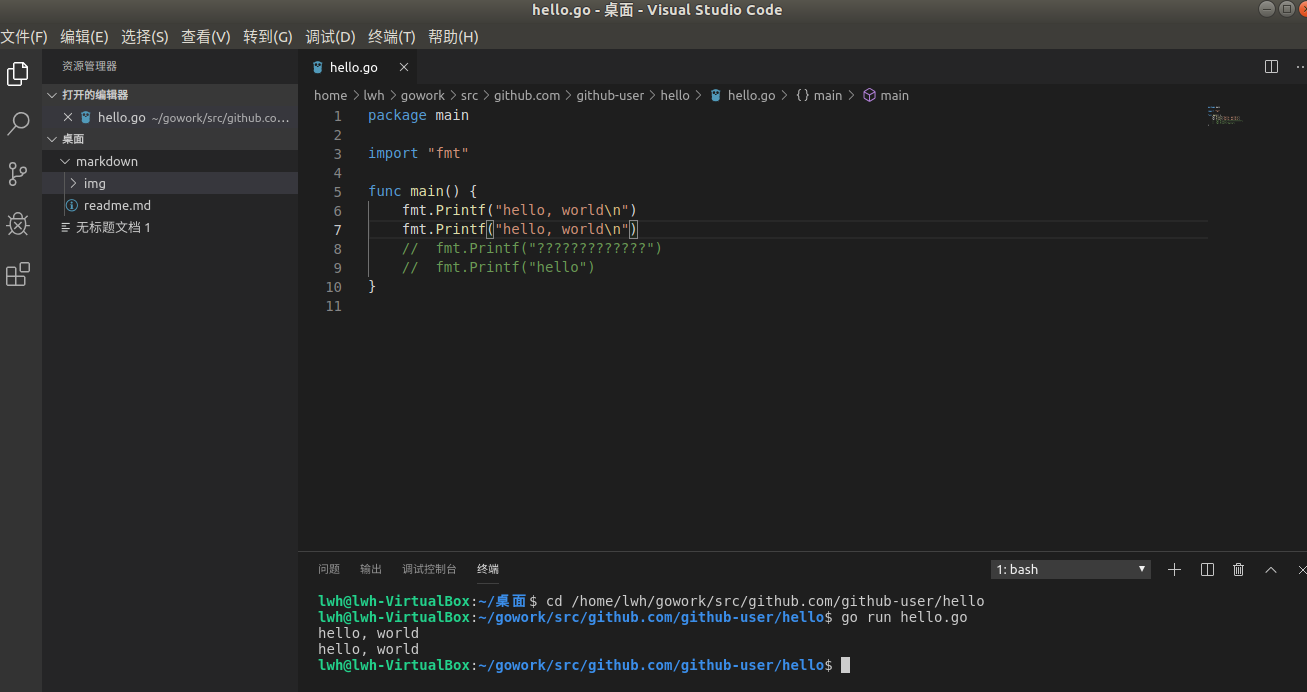 hello.go - 桌面 - Visual Studio Code
文件(F) 编辑(E) 选择(S) 查看(V) 转到(G) 调试(D) 终端(T) 帮助(H)
资源管理器
打开的编辑器
hello.go ~/gowork/src/github.co...
桌面
markdown
img
readme.md
无标题文档 1
hello.go
home > lwh > gowork > src > github.com > github-user > hello > hello.go > {} main > main
1 package main
2
3 import "fmt"
4
5 func main() {
6 fmt.Printf("hello, world\n")
7 fmt.Printf("hello, world\n")
8 // fmt.Printf("?????????????")
9 // fmt.Printf("hello")
10 }
11
问题 输出 调试控制台 终端 1: bash
lwh@lwh-VirtualBox:~/桌面$ cd /home/lwh/gowork/src/github.com/github-user/hello
lwh@lwh-VirtualBox:~/gowork/src/github.com/github-user/hello$ go run hello.go
hello, world
hello, world
lwh@lwh-VirtualBox:~/gowork/src/github.com/github-user/hello$